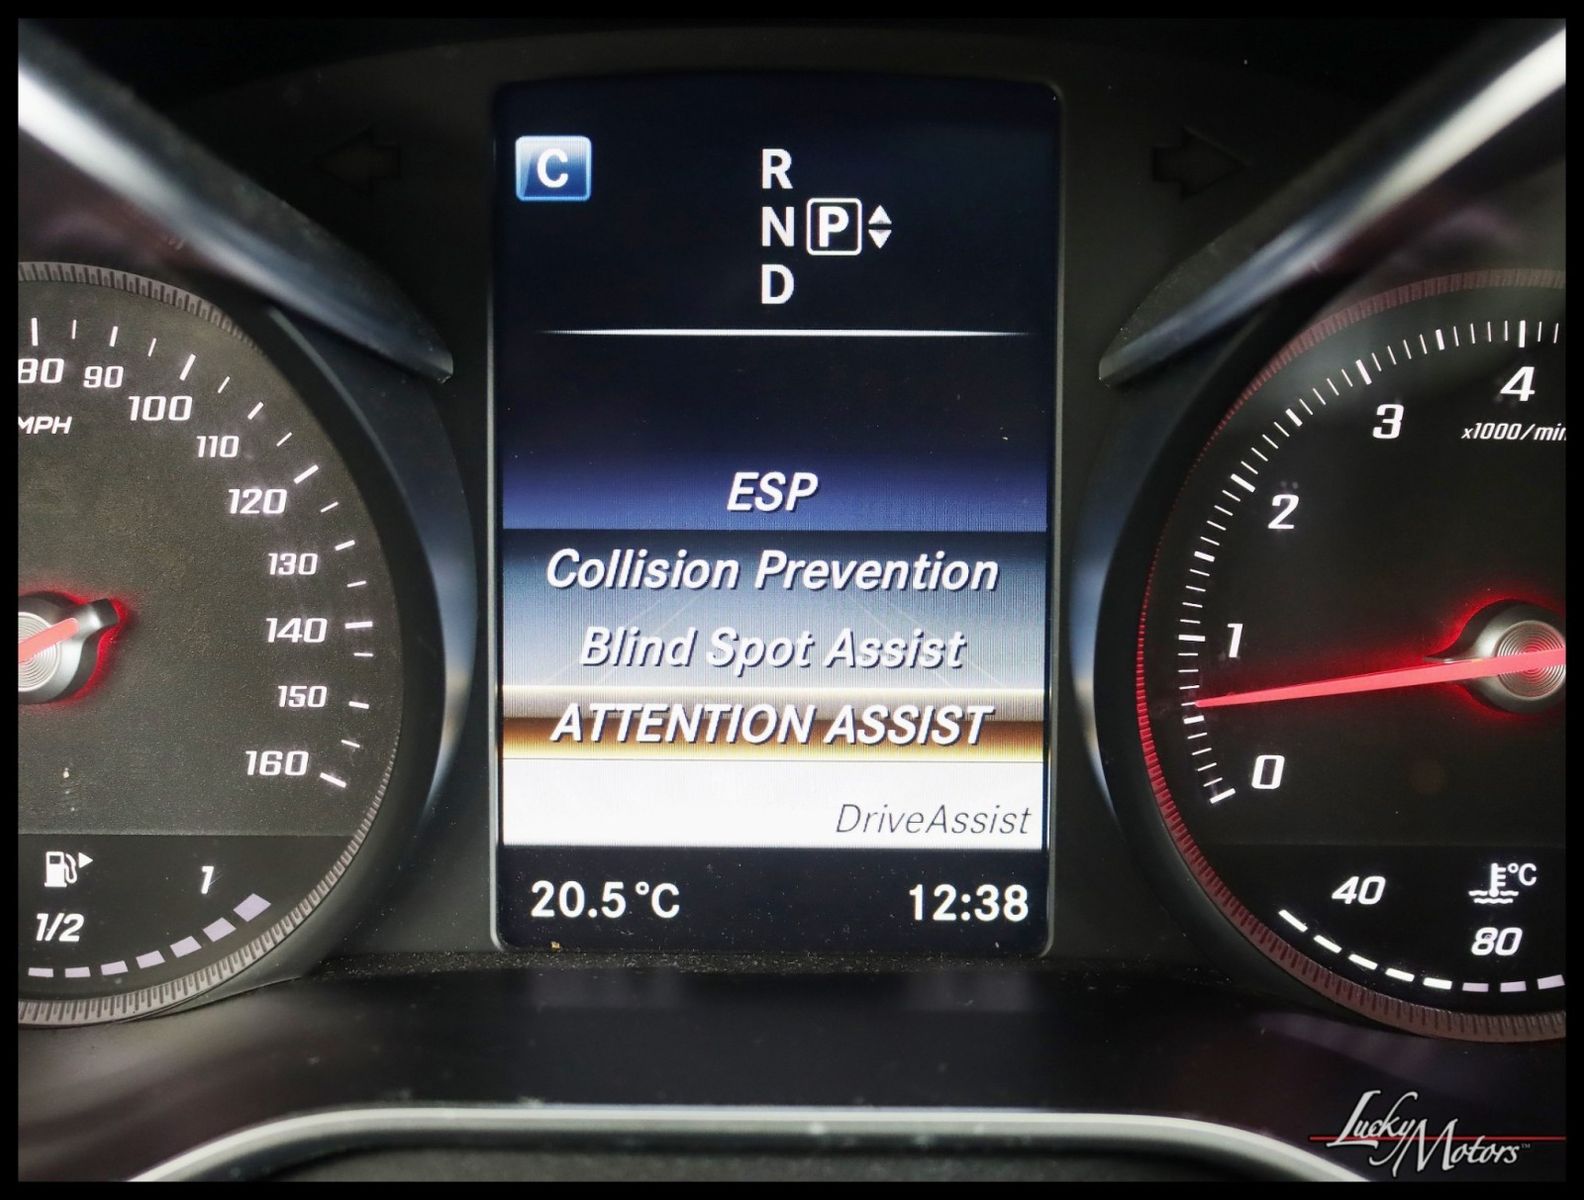 C
R
N P
D
80 90
100
MPH
110
120
130
140
150
160
1/2
1
ESP
Collision Prevention
Blind Spot Assist
ATTENTION ASSIST
DriveAssist
20.5°C
12:38
4
3
x1000/min
2
1
0
40
°C
80
Lucky Motors™